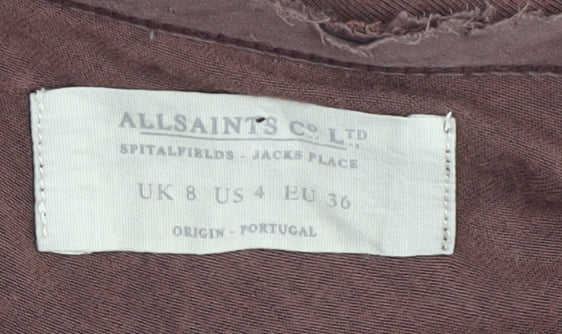 ALLSAINTS Co. LTD
SPITALFIELDS - JACKS PLACE
UK 8 US 4 EU 36
ORIGIN - PORTUGAL